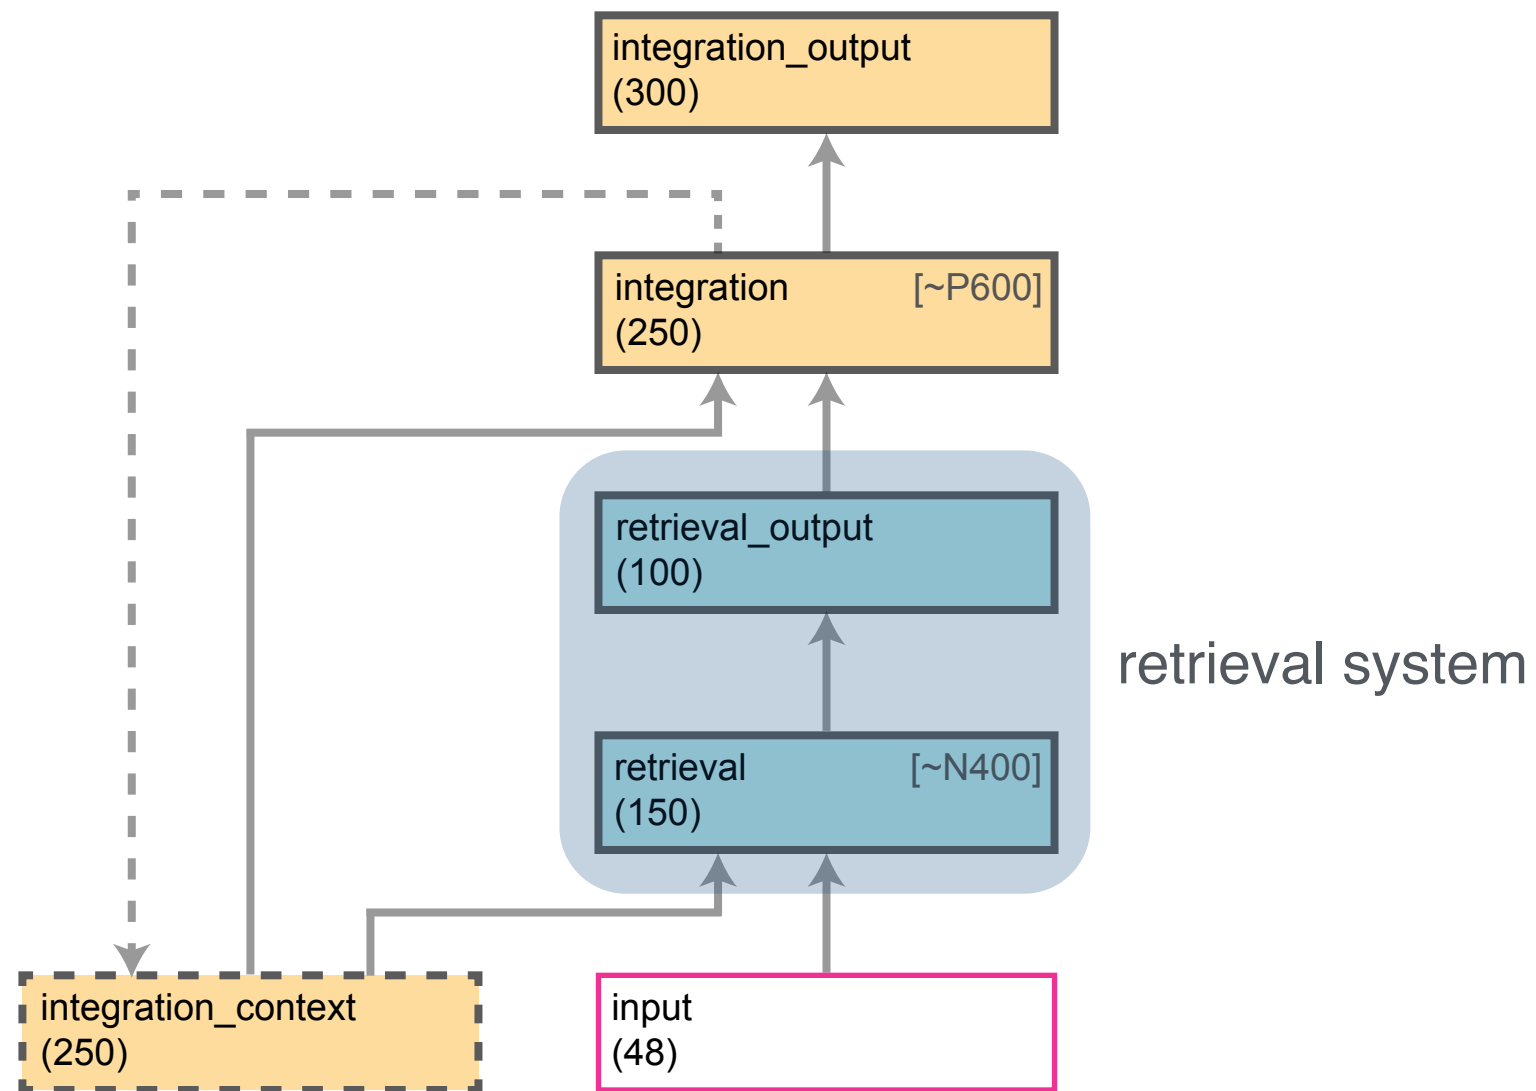 integration_output
(300)
integration [~P600]
(250)
retrieval_output
(100)
retrieval system
retrieval [~N400]
(150)
integration_context
(250)
input
(48)